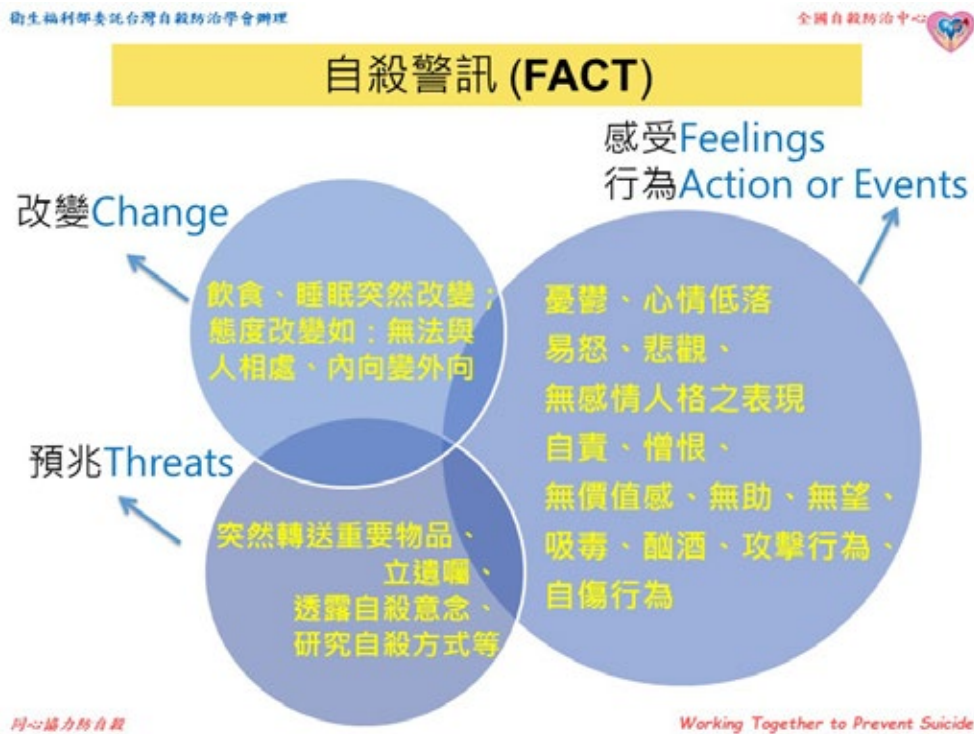 衛生福利部委託台灣自殺防治學會辦理
全國自殺防治中心
自殺警訊 (FACT)
感受Feelings
行為Action or Events
改變Change
飲食、睡眠突然改變；
態度改變如：無法與
人相處、內向變外向
憂鬱、心情低落
易怒、悲觀、
無感情人格之表現
自責、憎恨、
無價值感、無助、無望、
吸毒、酗酒、攻擊行為、
自傷行為
預兆Threats
突然轉送重要物品、
立遺囑、
透露自殺意念、
研究自殺方式等
同心協力防自殺
Working Together to Prevent Suicide